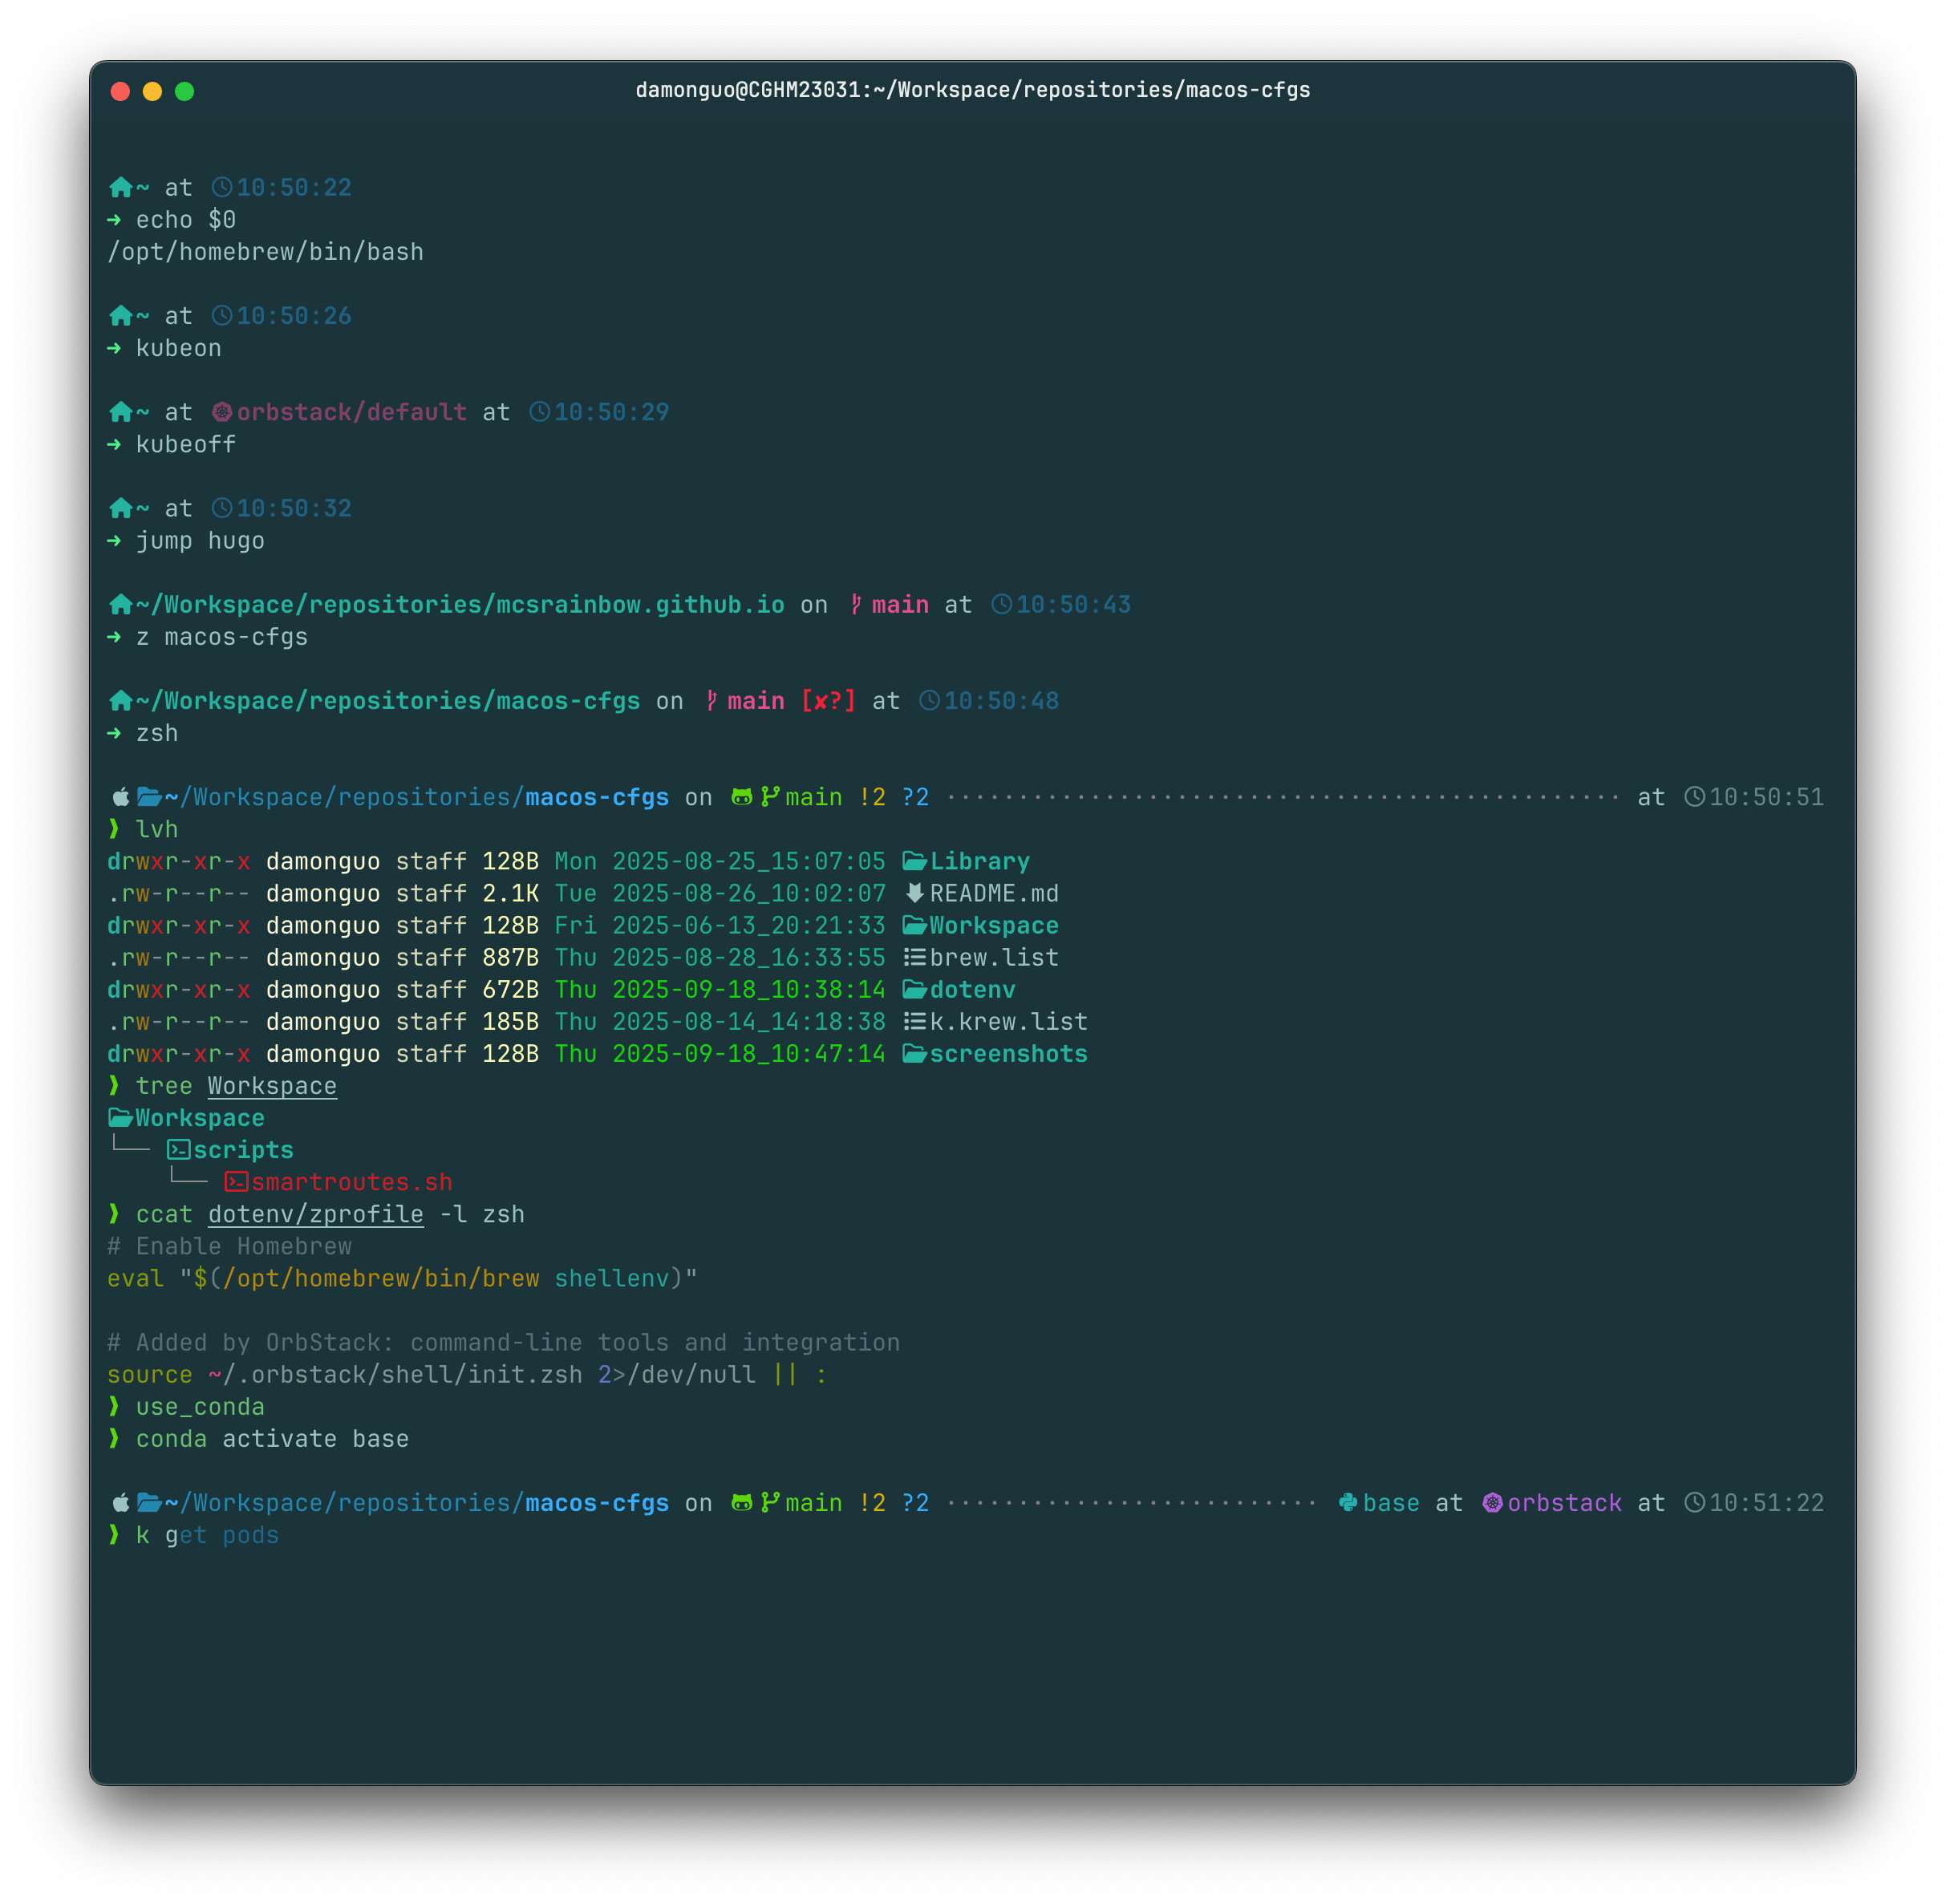 damonguo@CGHM23031:~/Workspace/repositories/macos-cfgs
~ at 10:50:22
➜ echo $0
/opt/homebrew/bin/bash
~ at 10:50:26
➜ kubeon
~ at orbstack/default at 10:50:29
➜ kubeoff
~ at 10:50:32
➜ jump hugo
~/Workspace/repositories/mcsrainbow.github.io on main at 10:50:43
➜ z macos-cfgs
~/Workspace/repositories/macos-cfgs on main [✘?] at 10:50:48
➜ zsh
~/Workspace/repositories/macos-cfgs on main !2 ?2 ··············································· at 10:50:51
❱ lvh
drwxr-xr-x damonguo staff 128B Mon 2025-08-25_15:07:05 Library
.rw-r--r-- damonguo staff 2.1K Tue 2025-08-26_10:02:07 README.md
drwxr-xr-x damonguo staff 128B Fri 2025-06-13_20:21:33 Workspace
.rw-r--r-- damonguo staff 887B Thu 2025-08-28_16:33:55 brew.list
drwxr-xr-x damonguo staff 672B Thu 2025-09-18_10:38:14 dotenv
.rw-r--r-- damonguo staff 185B Thu 2025-08-14_14:18:38 k.krew.list
drwxr-xr-x damonguo staff 128B Thu 2025-09-18_10:47:14 screenshots
❱ tree Workspace
Workspace
└── scripts
    └── smartroutes.sh
❱ ccat dotenv/zprofile -l zsh
# Enable Homebrew
eval "$(/opt/homebrew/bin/brew shellenv)"
# Added by OrbStack: command-line tools and integration
source ~/.orbstack/shell/init.zsh 2>/dev/null || :
❱ use_conda
❱ conda activate base
~/Workspace/repositories/macos-cfgs on main !2 ?2 ·························· base at orbstack at 10:51:22
❱ k get pods